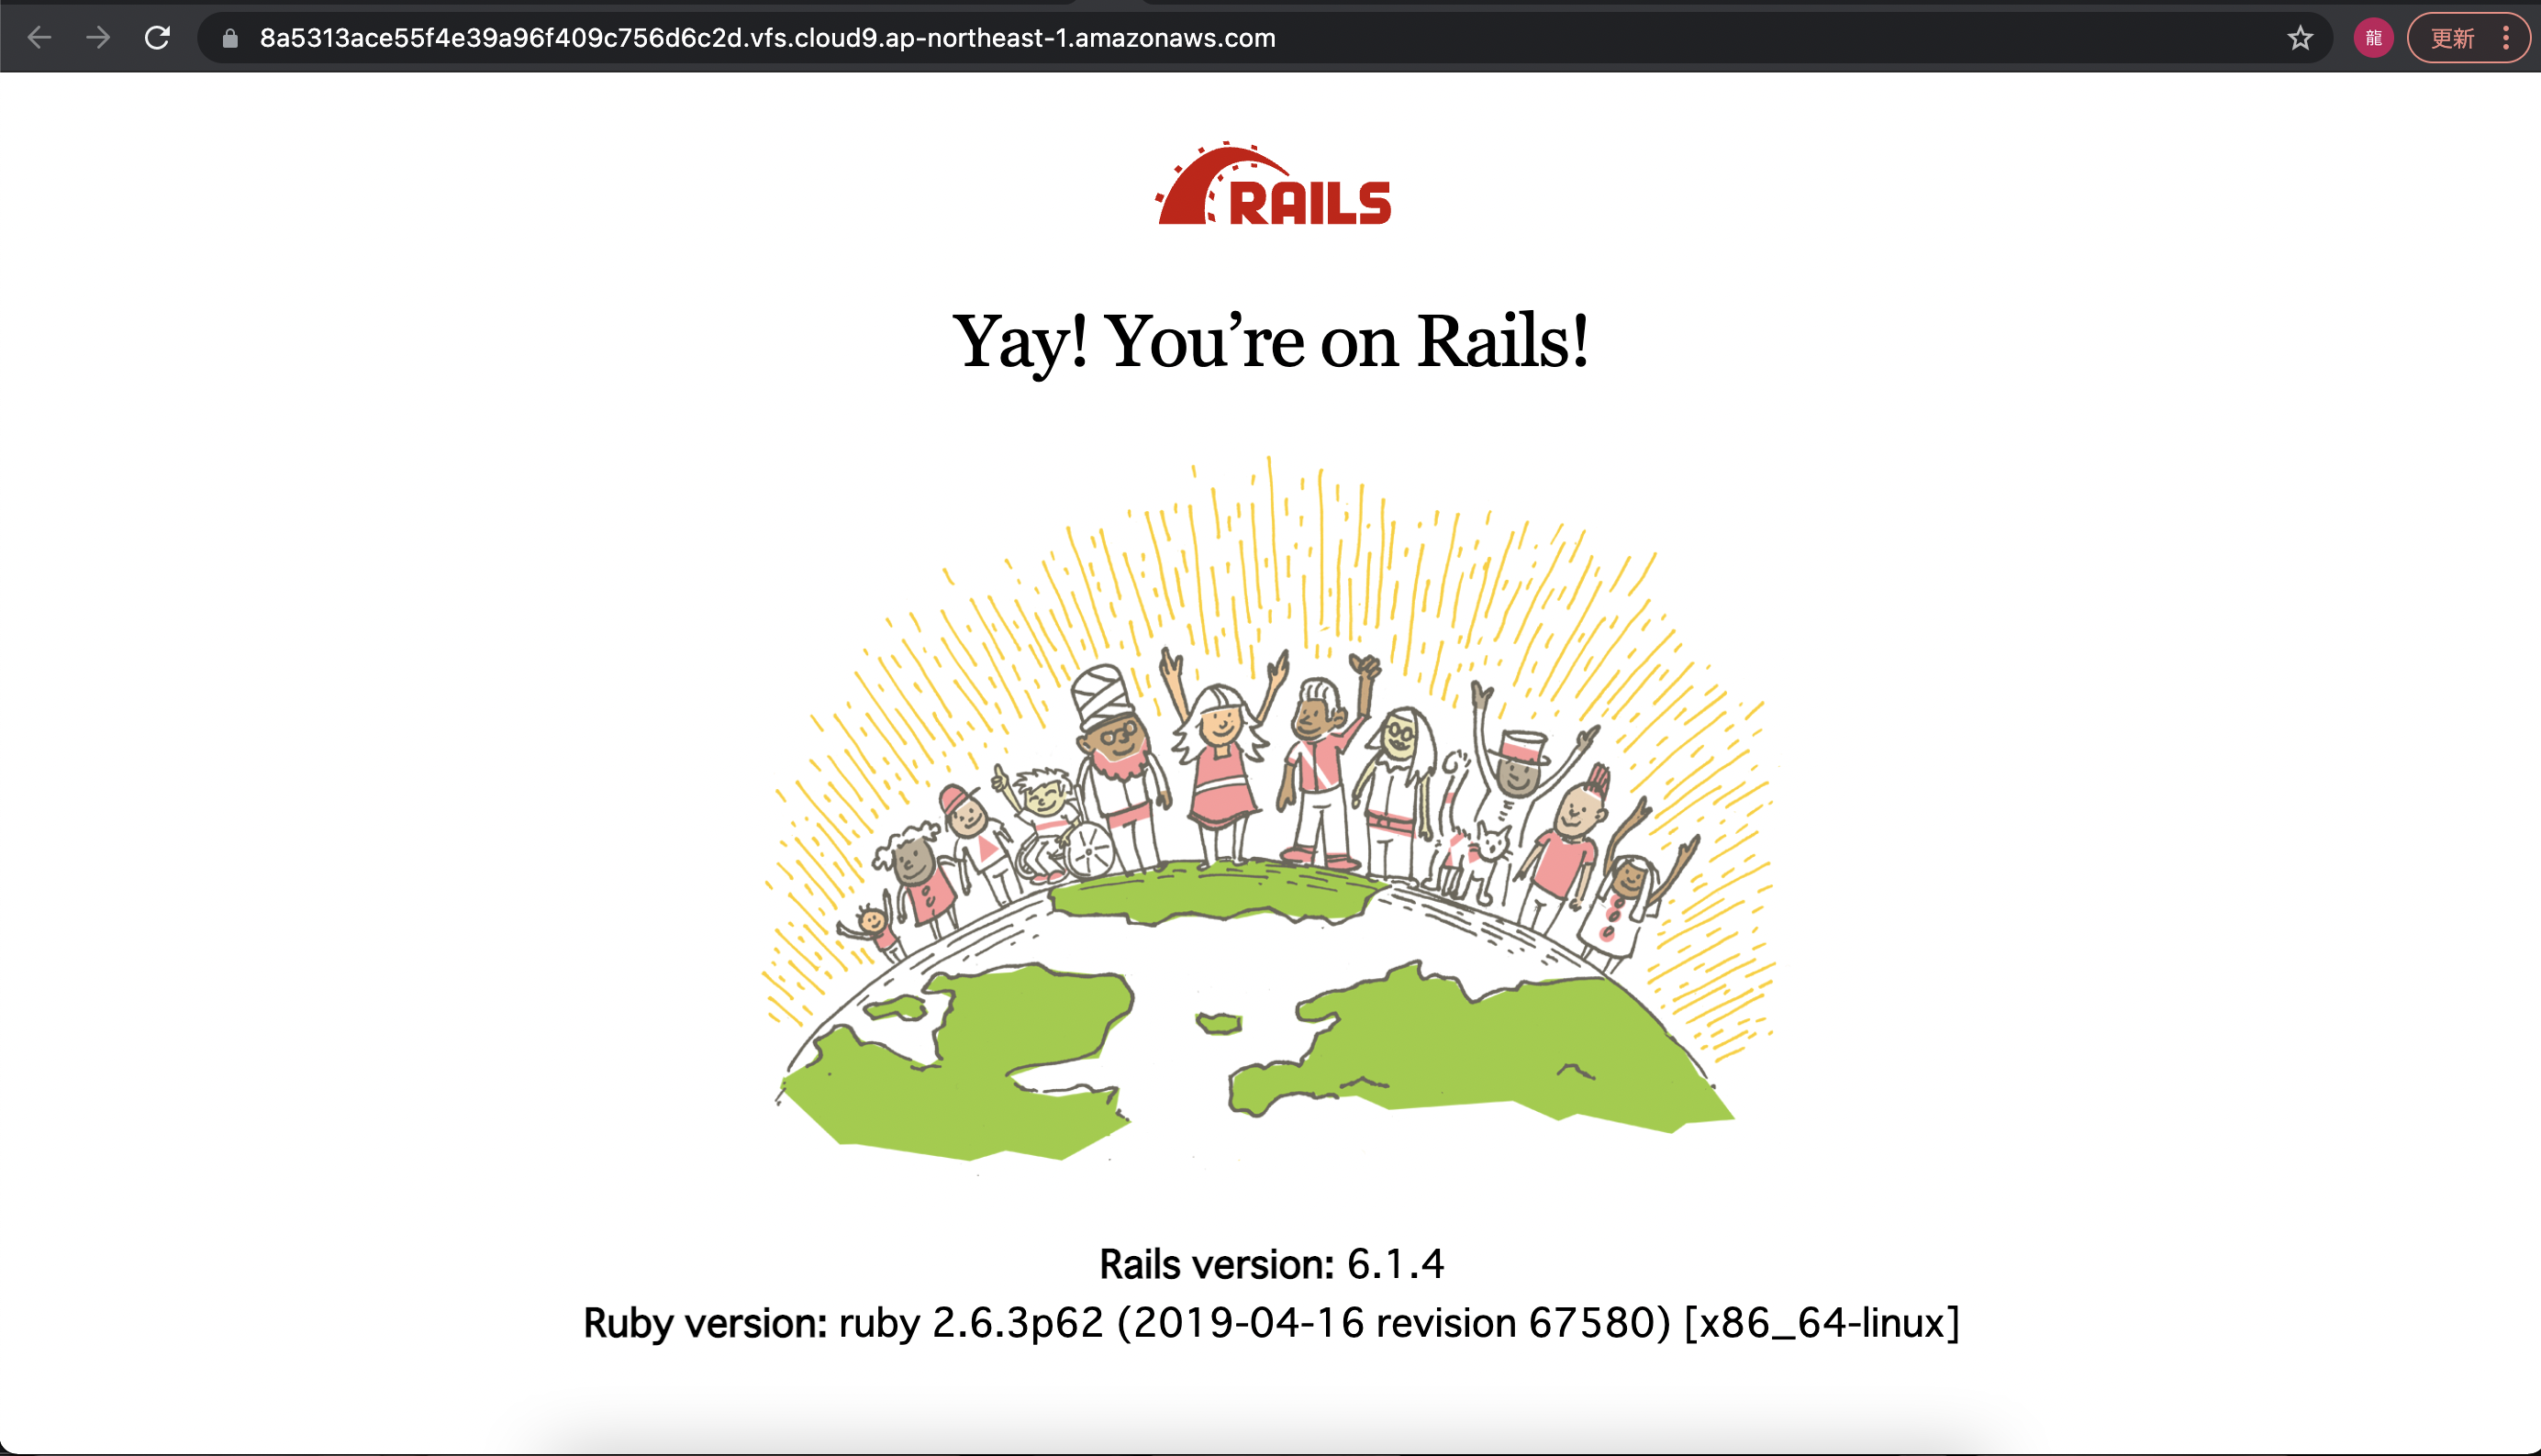 8a5313ace55f4e39a96f409c756d6c2d.vfs.cloud9.ap-northeast-1.amazonaws.com
龍
更新
RAILS
Yay! You’re on Rails!
Rails version: 6.1.4
Ruby version: ruby 2.6.3p62 (2019-04-16 revision 67580) [x86_64-linux]